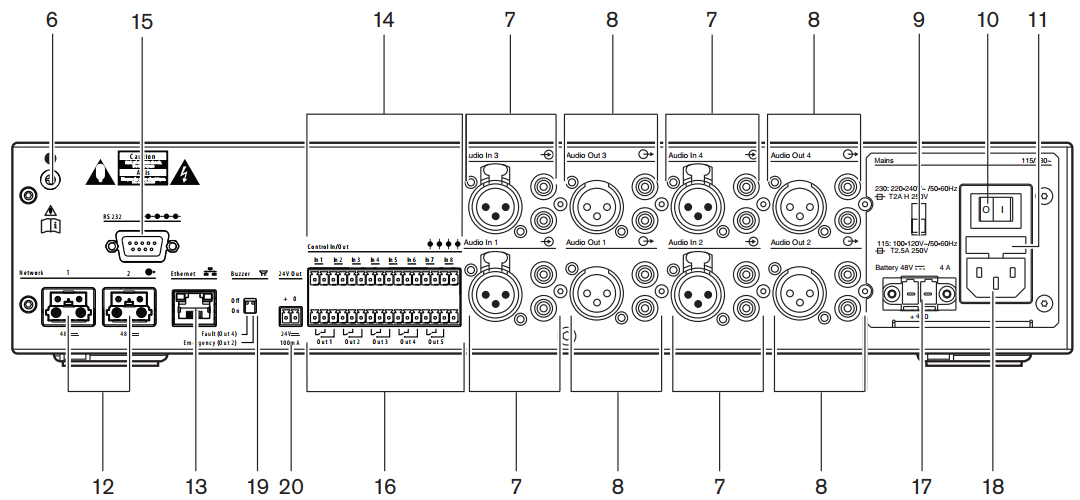 6 15 14 7 8 7 8 9 10 11
Caution
Avis
RS 232
Audio In 3
Audio Out 3
Audio In 4
Audio Out 4
Mains
115/
230: 220-240V~ /50-60Hz
T2A H 250V
O I
Control In/Out
Audio In 1
Audio Out 1
Audio In 2
Audio Out 2
115: 100-120V~/50-60Hz
T2.5A 250V
In 1 In 2 In 3 In 4 In 5 In 6 In 7 In 8
Network 1 2
Ethernet
Buzzer
24V Out
Battery 48V 4 A
Off
On
+ 0
Fault (Out 4)
Emergency (Out 2)
24V
100mA
Out 1 Out 2 Out 3 Out 4 Out 5
12 13 19 20 16 7 8 7 8 17 18